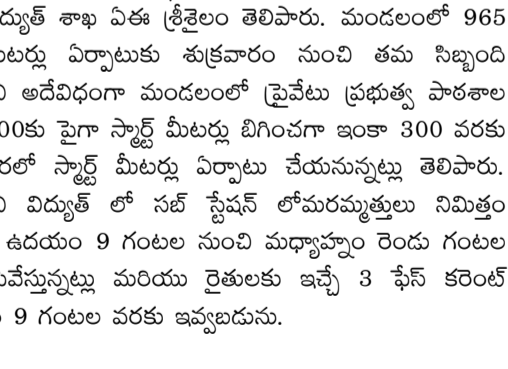 ద్యుత్ శాఖ ఏఈ శ్రీశైలం తెలిపారు. మండలంలో 965
టర్లు ఏర్పాటుకు శుక్రవారం నుంచి తమ సిబ్బంది
అదేవిధంగా మండలంలో ప్రైవేటు ప్రభుత్వ పాఠశాల
00కు పైగా స్మార్ట్ మీటర్లు బిగించగా ఇంకా 300 వరకు
రలో స్మార్ట్ మీటర్లు ఏర్పాటు చేయనున్నట్లు తెలిపారు.
విద్యుత్ లో సబ్ స్టేషన్ లోమరమ్మత్తులు నిమిత్తం
ఉదయం 9 గంటల నుంచి మధ్యాహ్నం రెండు గంటల
వేస్తున్నట్లు మరియు రైతులకు ఇచ్చే 3 ఫేస్ కరెంట్
9 గంటల వరకు ఇవ్వబడును.